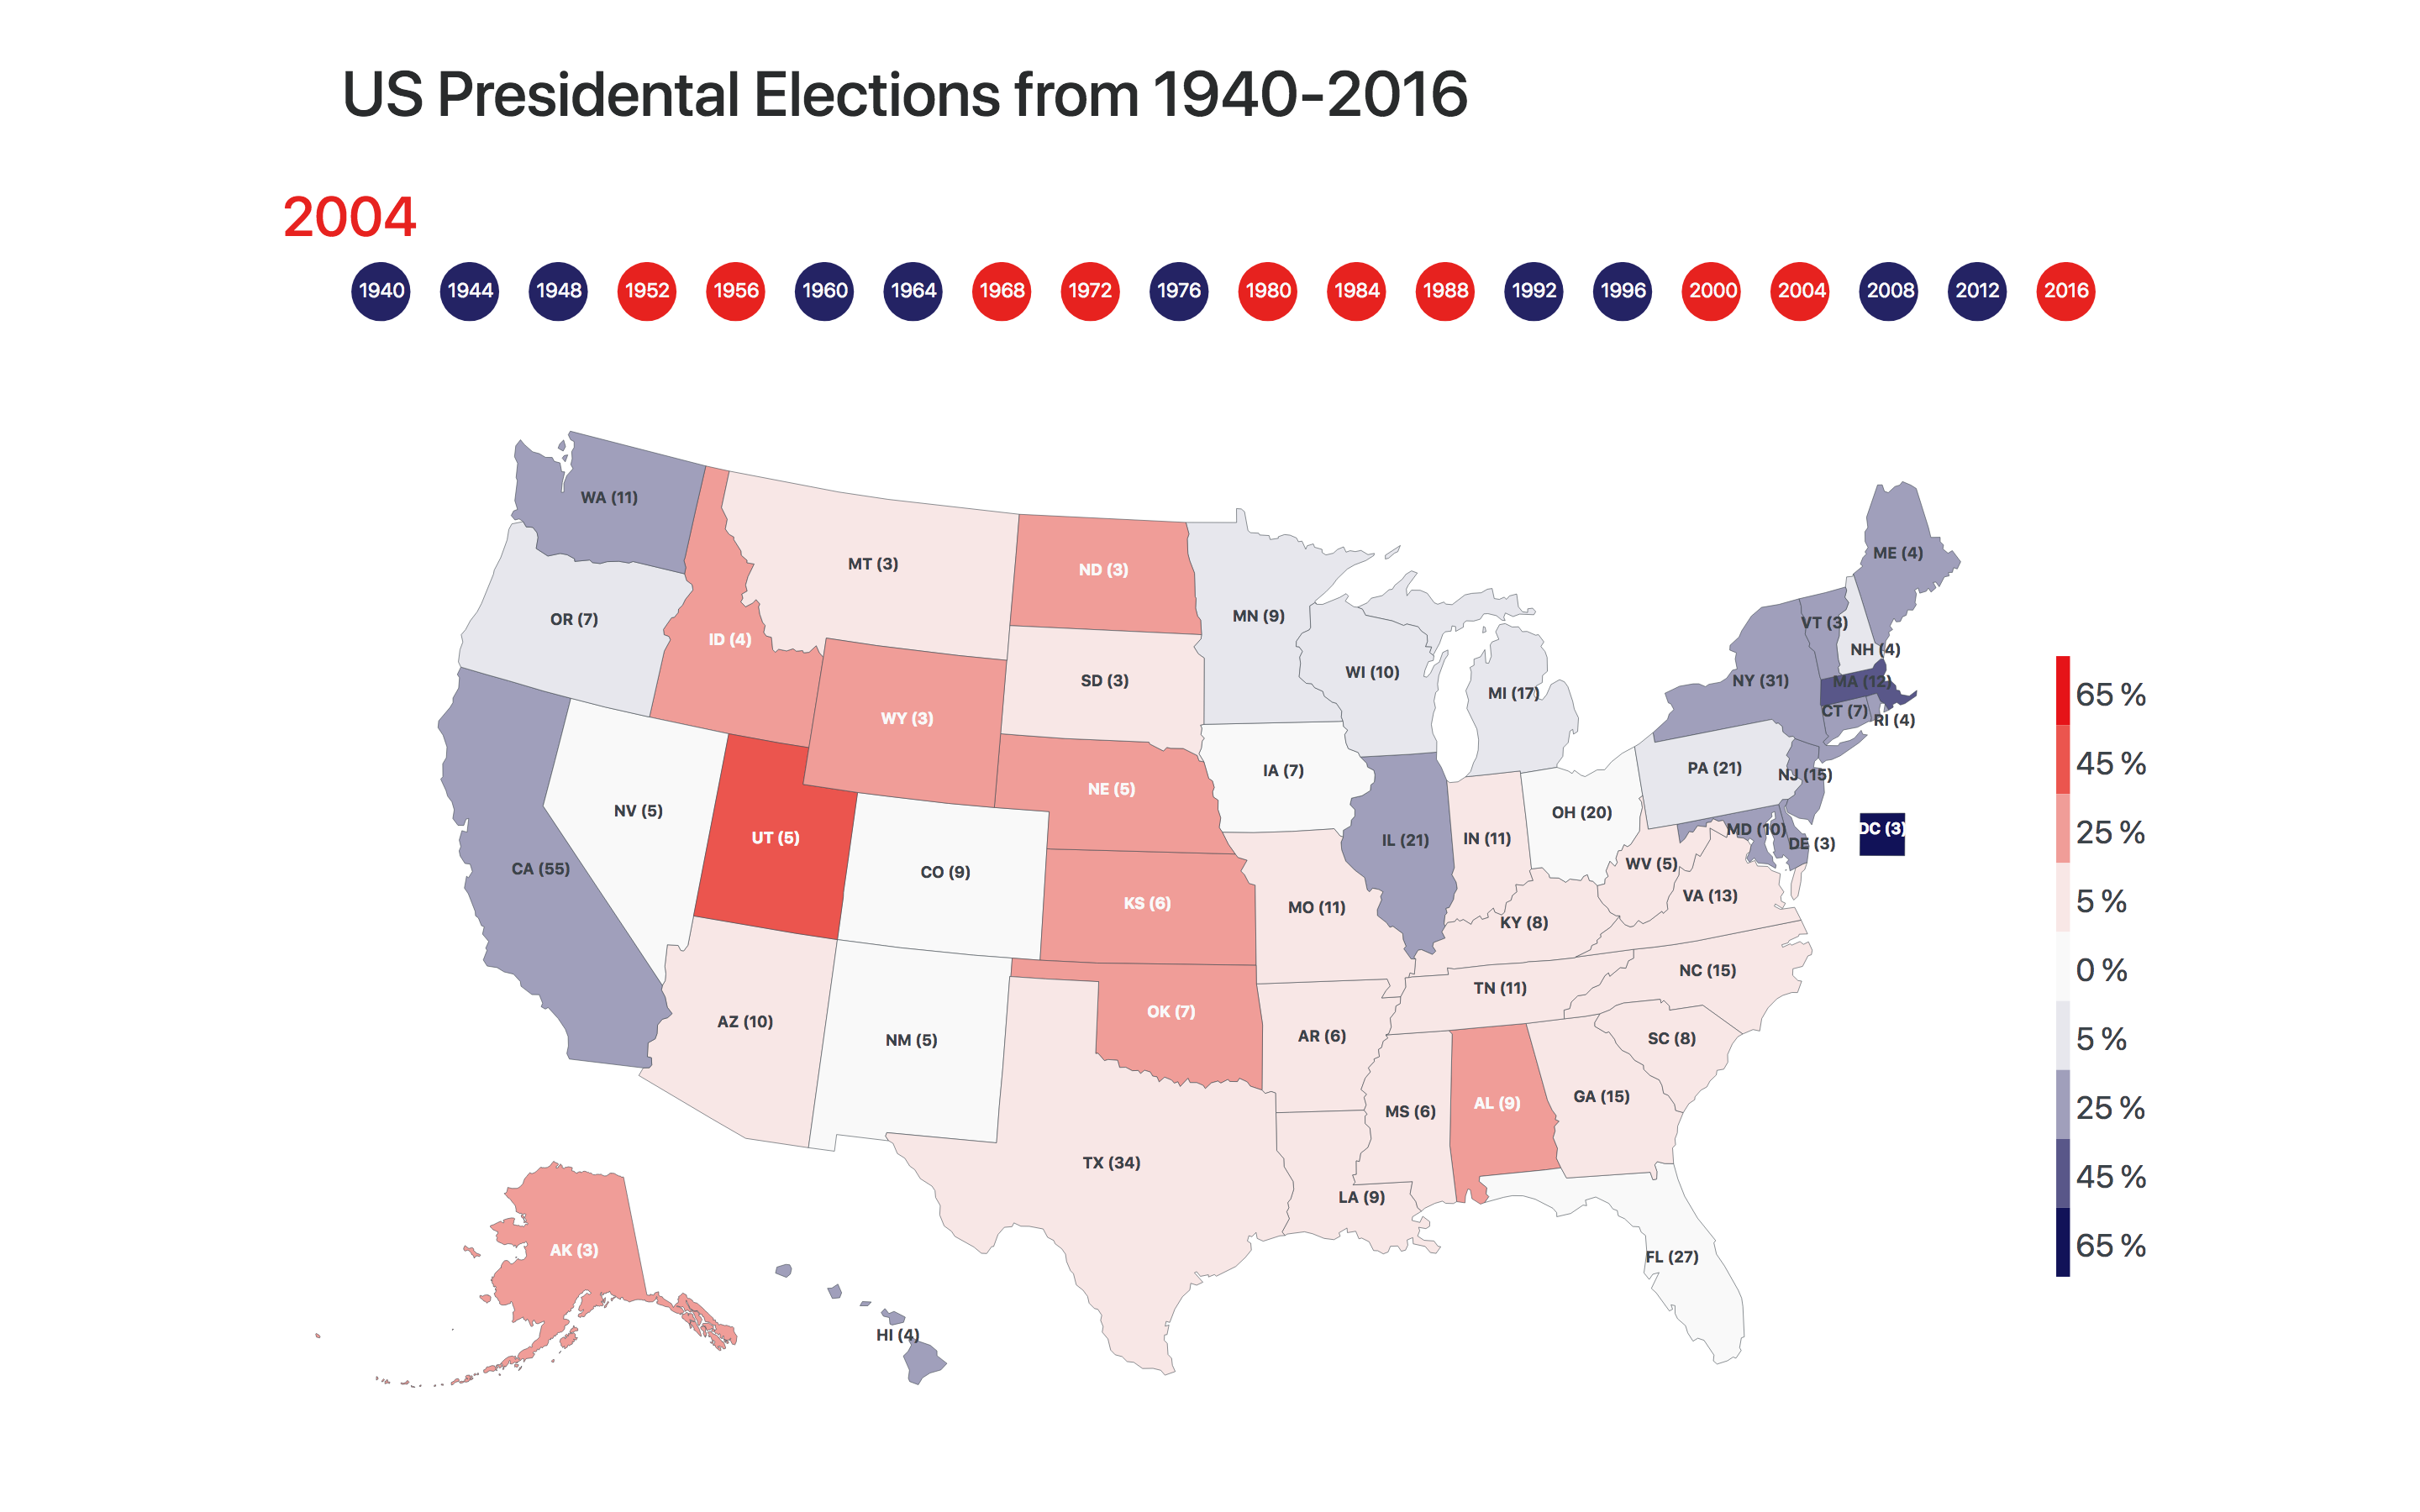 US Presidental Elections from 1940-2016
2004
1940 1944 1948 1952 1956 1960 1964 1968 1972 1976 1980 1984 1988 1992 1996 2000 2004 2008 2012 2016
WA (11)
ME (4)
MT (3)
ND (3)
MN (9)
OR (7)
VT (3)
ID (4)
NH (4)
WI (10)
SD (3)
NY (31)
MA (12)
MI (17)
CT (7)
RI (4)
WY (3)
PA (21)
IA (7)
NJ (15)
NE (5)
NV (5)
OH (20)
DC (3)
MD (10)
UT (5)
IL (21)
IN (11)
DE (3)
WV (5)
CA (55)
CO (9)
VA (13)
KS (6)
MO (11)
KY (8)
NC (15)
TN (11)
OK (7)
AZ (10)
AR (6)
SC (8)
NM (5)
GA (15)
AL (9)
MS (6)
TX (34)
LA (9)
AK (3)
FL (27)
HI (4)
65 %
45 %
25 %
5 %
0 %
5 %
25 %
45 %
65 %